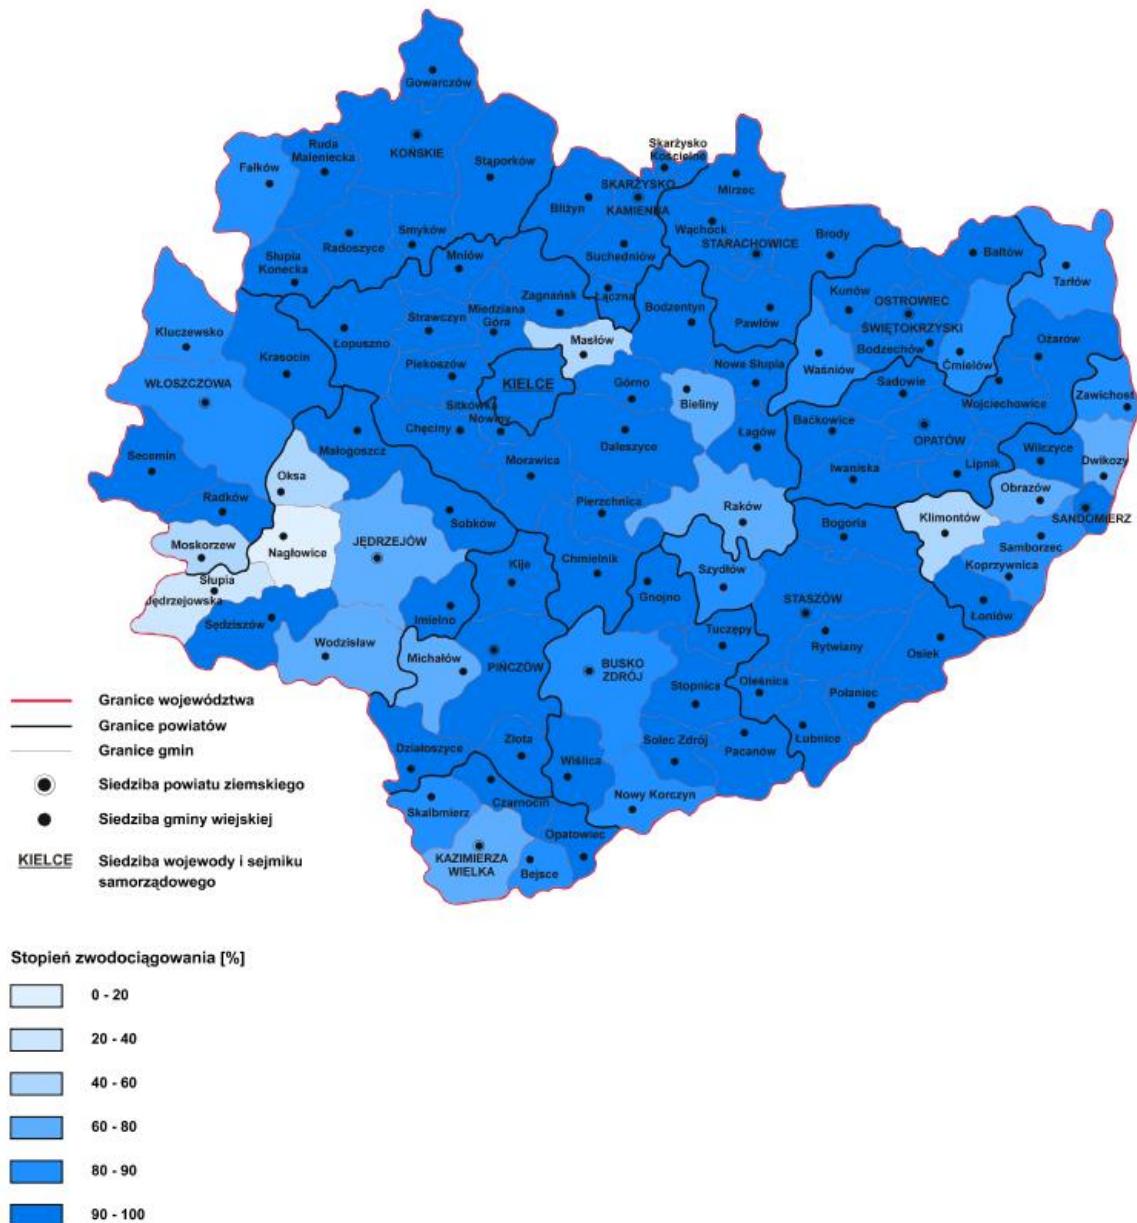 Gowarczów
KOŃSKIE
Ruda
Maleniecka
Fałków
Stąporków
Skarżysko
Kościelne
SKARŻYSKO
KAMIENNA
Bliżyn
Mirzec
Wąchock
STARACHOWICE
Brody
Bałtów
Radoszyce
Smyków
Suchedniów
Słupia
Konecka
Mniów
Tarłów
Kunów
OSTROWIEC
ŚWIĘTOKRZYSKI
Zagnańsk
Łączna
Bodzentyn
Kluczewsko
Łopuszno
Strawczyn
Miedziana
Góra
Pawłów
Masłów
Bodzechów
Ćmielów
Ożarów
Waśniów
Krasocin
Piekoszów
Nowa Słupia
WŁOSZCZOWA
KIELCE
Górno
Bieliny
Sadowie
Wojciechowice
Zawichost
Sitkówka
Nowiny
Chęciny
Daleszyce
Łagów
Baćkowice
OPATÓW
Małogoszcz
Secemin
Morawica
Iwaniska
Lipnik
Wilczyce
Dwikozy
Oksa
Radków
Pierzchnica
Raków
Obrazów
SANDOMIERZ
Sobków
Bogoria
Klimontów
Moskorzew
Nagłowice
JĘDRZEJÓW
Samborzec
Kije
Chmielnik
Szydłów
Koprzywnica
Słupia
Jędrzejowska
Gnojno
STASZÓW
Łoniów
Sędziszów
Imielno
Tuczępy
Rytwiany
Osiek
Wodzisław
Michałów
PIŃCZÓW
BUSKO
ZDRÓJ
Stopnica
Oleśnica
Połaniec
Działoszyce
Złota
Wiślica
Solec Zdrój
Pacanów
Łubnice
Skalbmierz
Czarnocin
Nowy Korczyn
Opatowiec
KAZIMIERZA
WIELKA
Bejsce
Granice województwa
Granice powiatów
Granice gmin
Siedziba powiatu ziemskiego
Siedziba gminy wiejskiej
KIELCE
Siedziba wojewody i sejmiku
samorządowego
Stopień zwodociągowania [%]
0 - 20
20 - 40
40 - 60
60 - 80
80 - 90
90 - 100